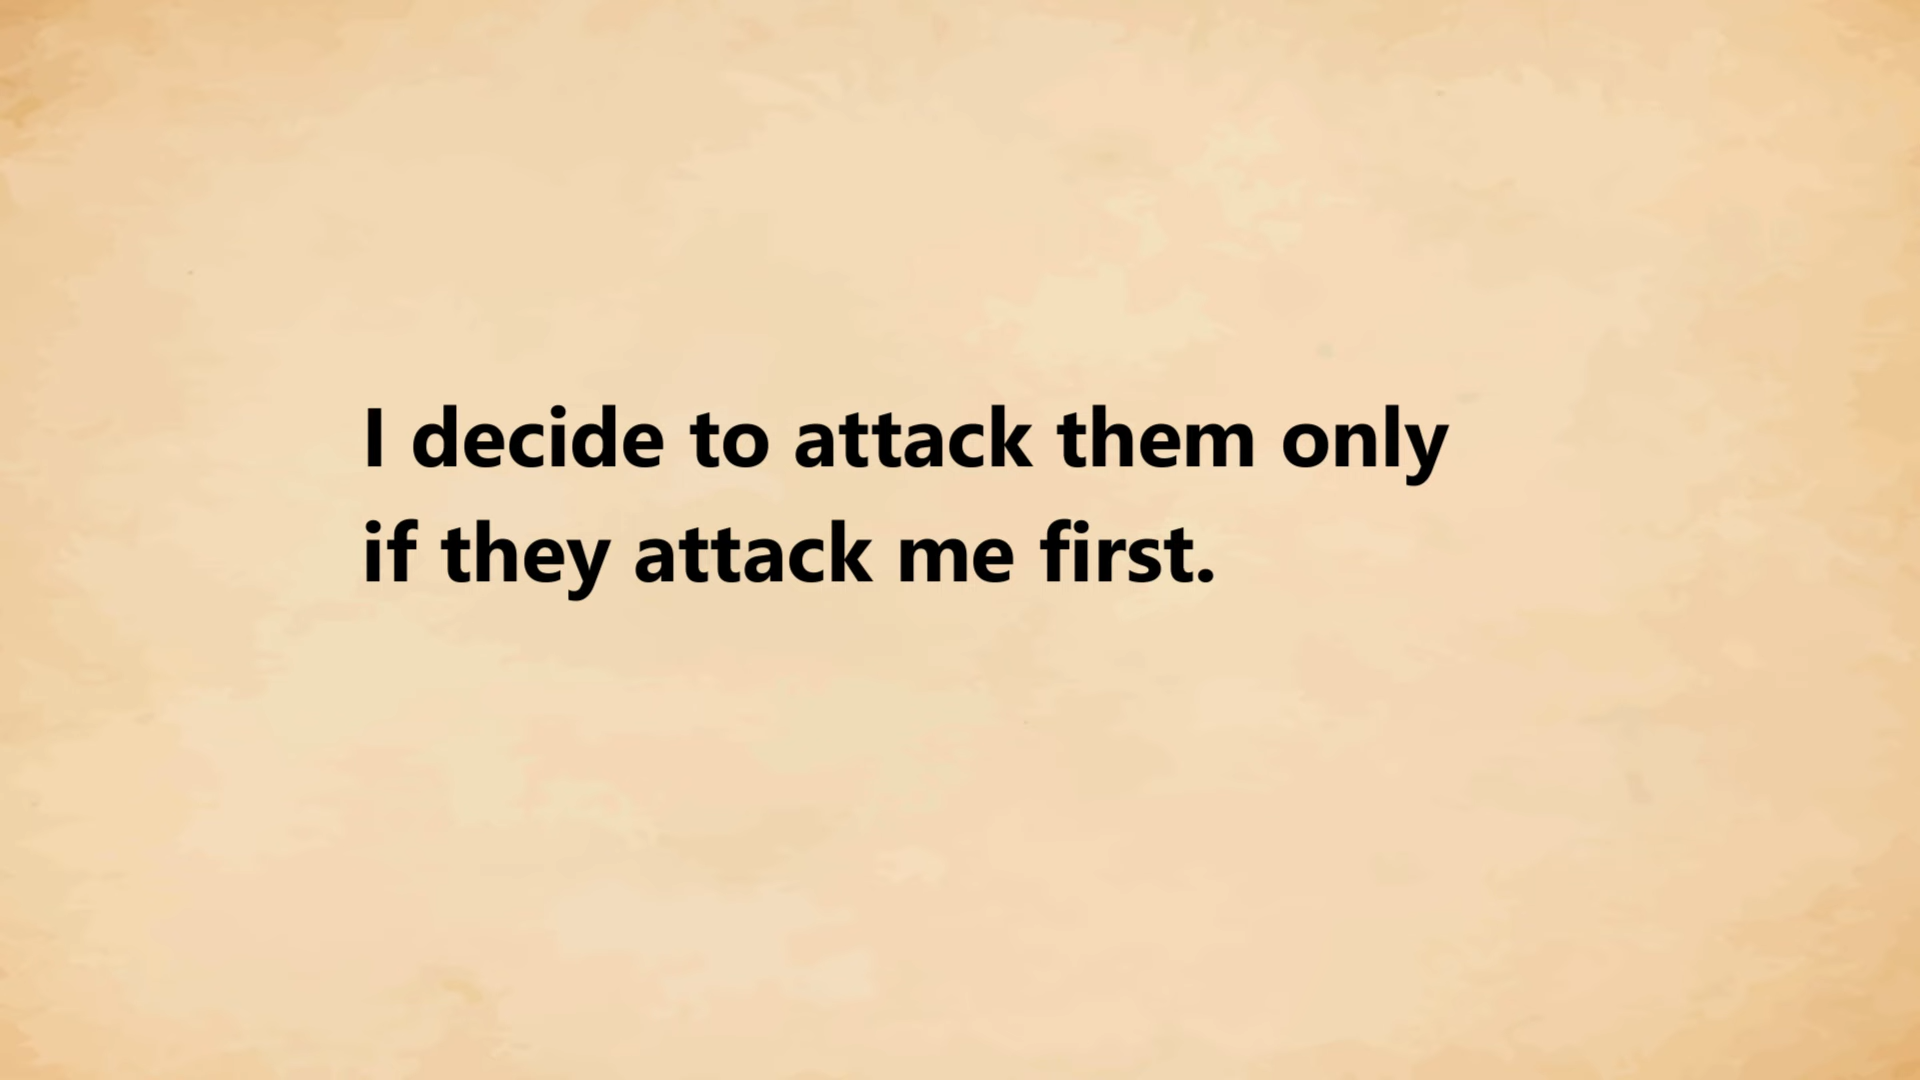 I decide to attack them only
if they attack me first.